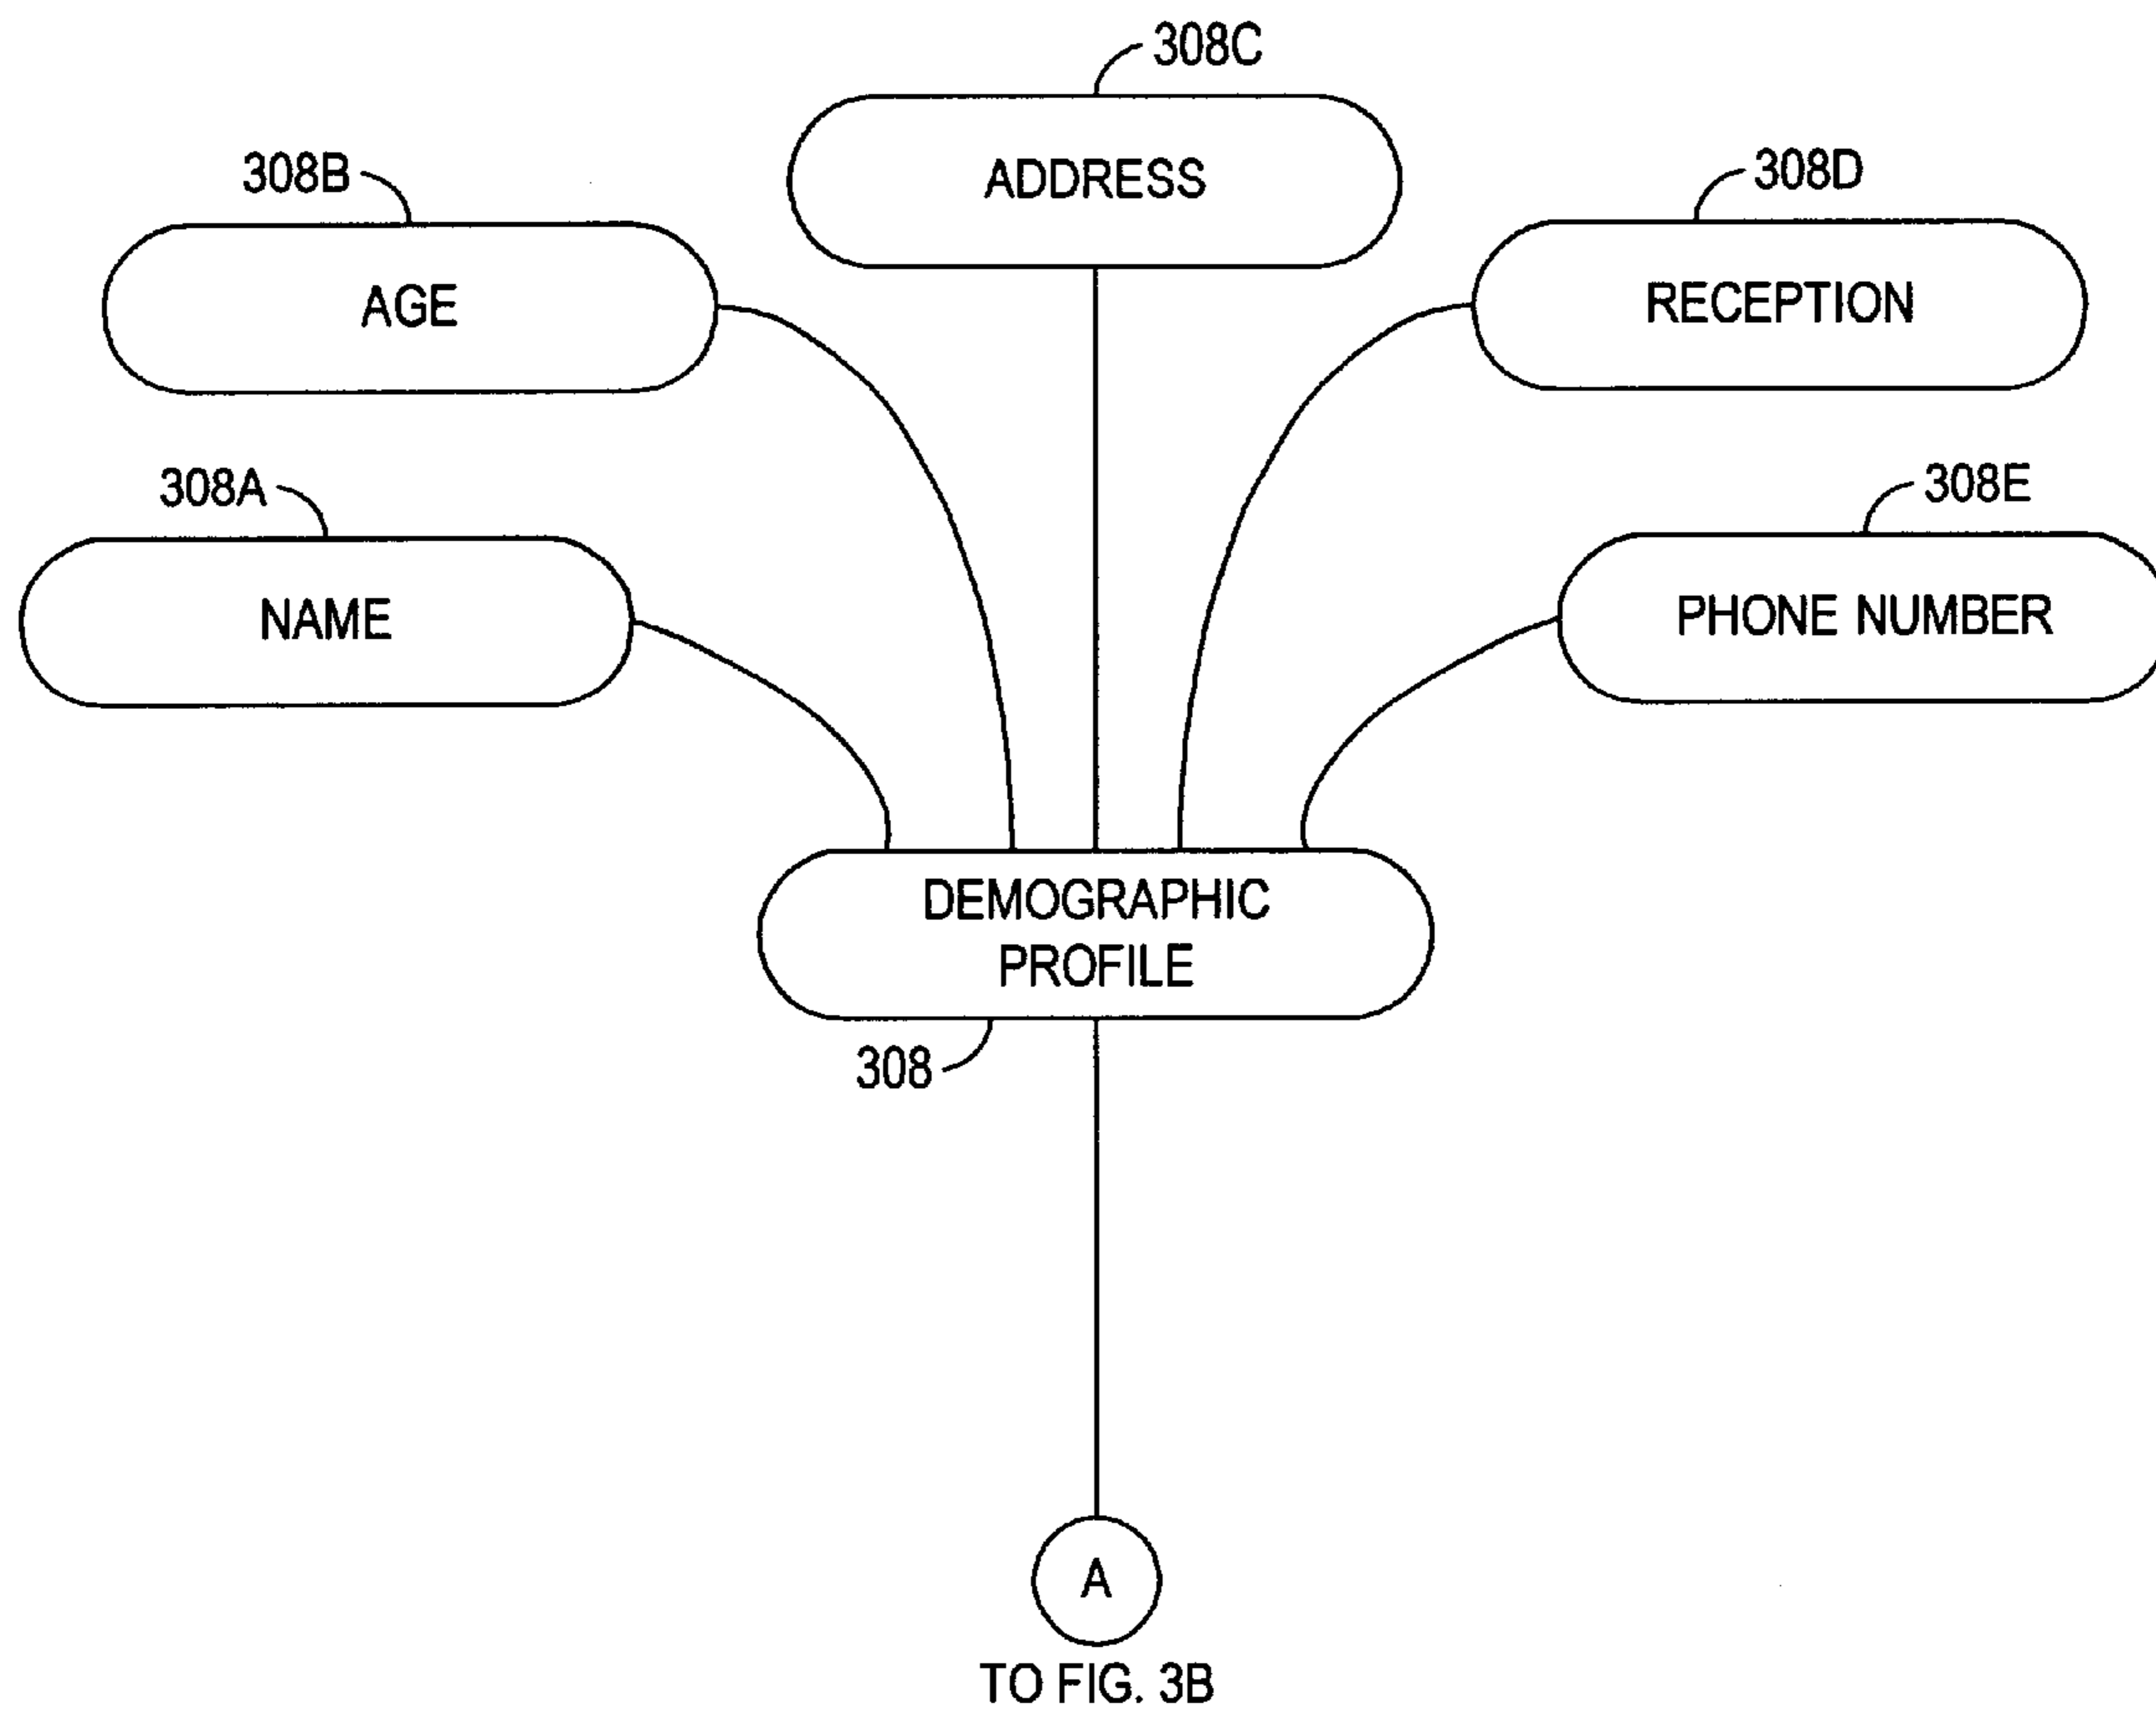 308C
ADDRESS
308B
AGE
308D
RECEPTION
308A
NAME
308E
PHONE NUMBER
DEMOGRAPHIC
PROFILE
308
A
TO FIG. 3B